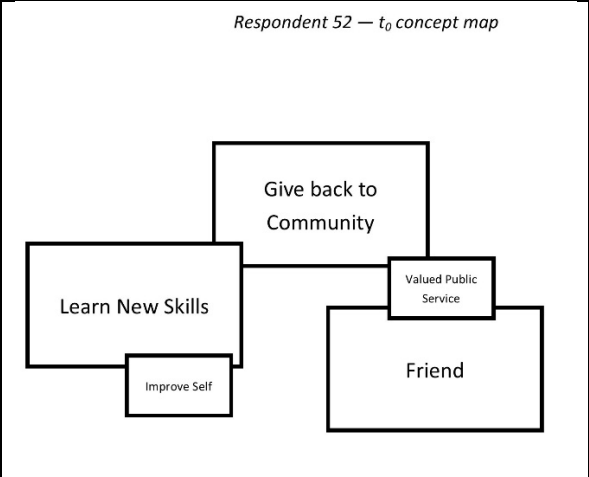 Respondent 52 — t₀ concept map
Give back to
Community
Valued Public
Service
Learn New Skills
Friend
Improve Self